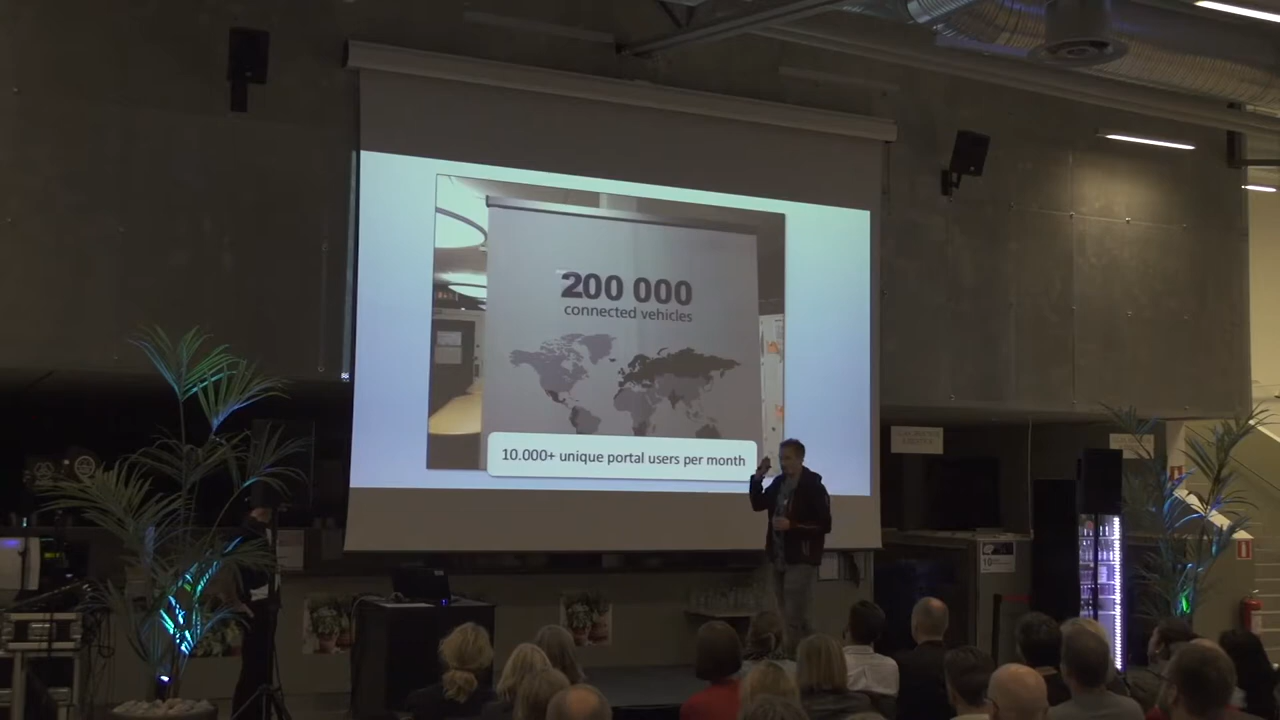 200 000
connected vehicles
10.000+ unique portal users per month